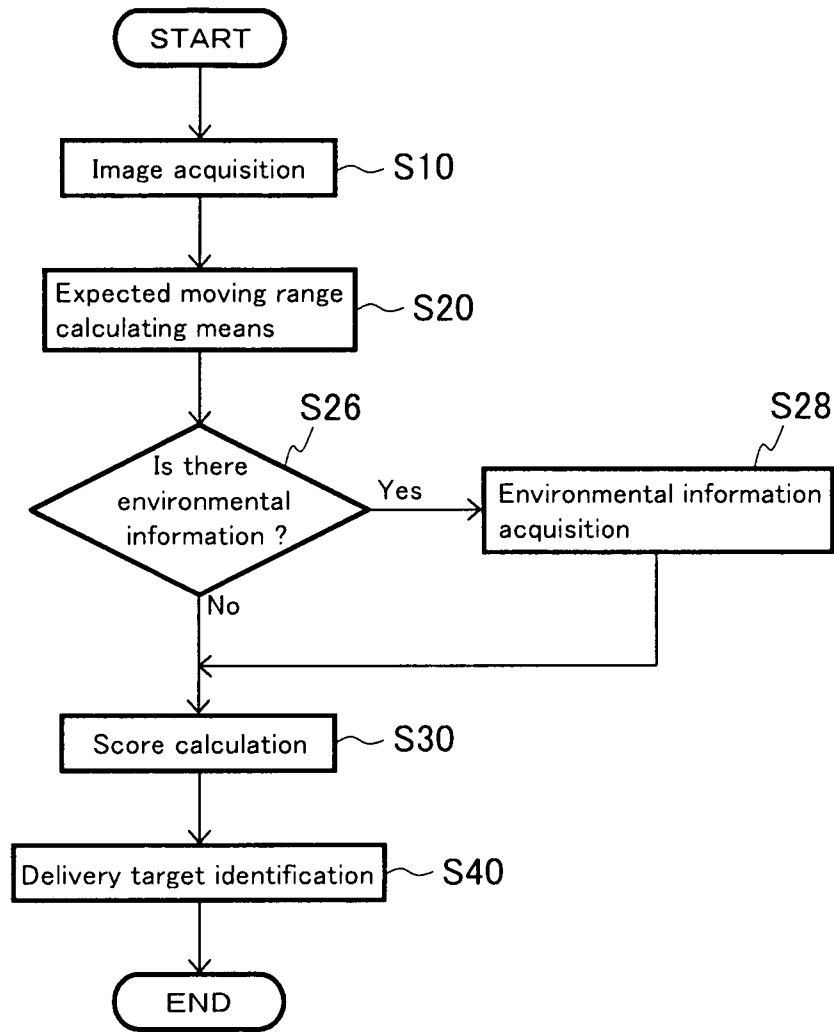 START
Image acquisition
S10
Expected moving range
calculating means
S20
S26
Is there
environmental
information ?
Yes
S28
Environmental information
acquisition
No
Score calculation
S30
Delivery target identification
S40
END